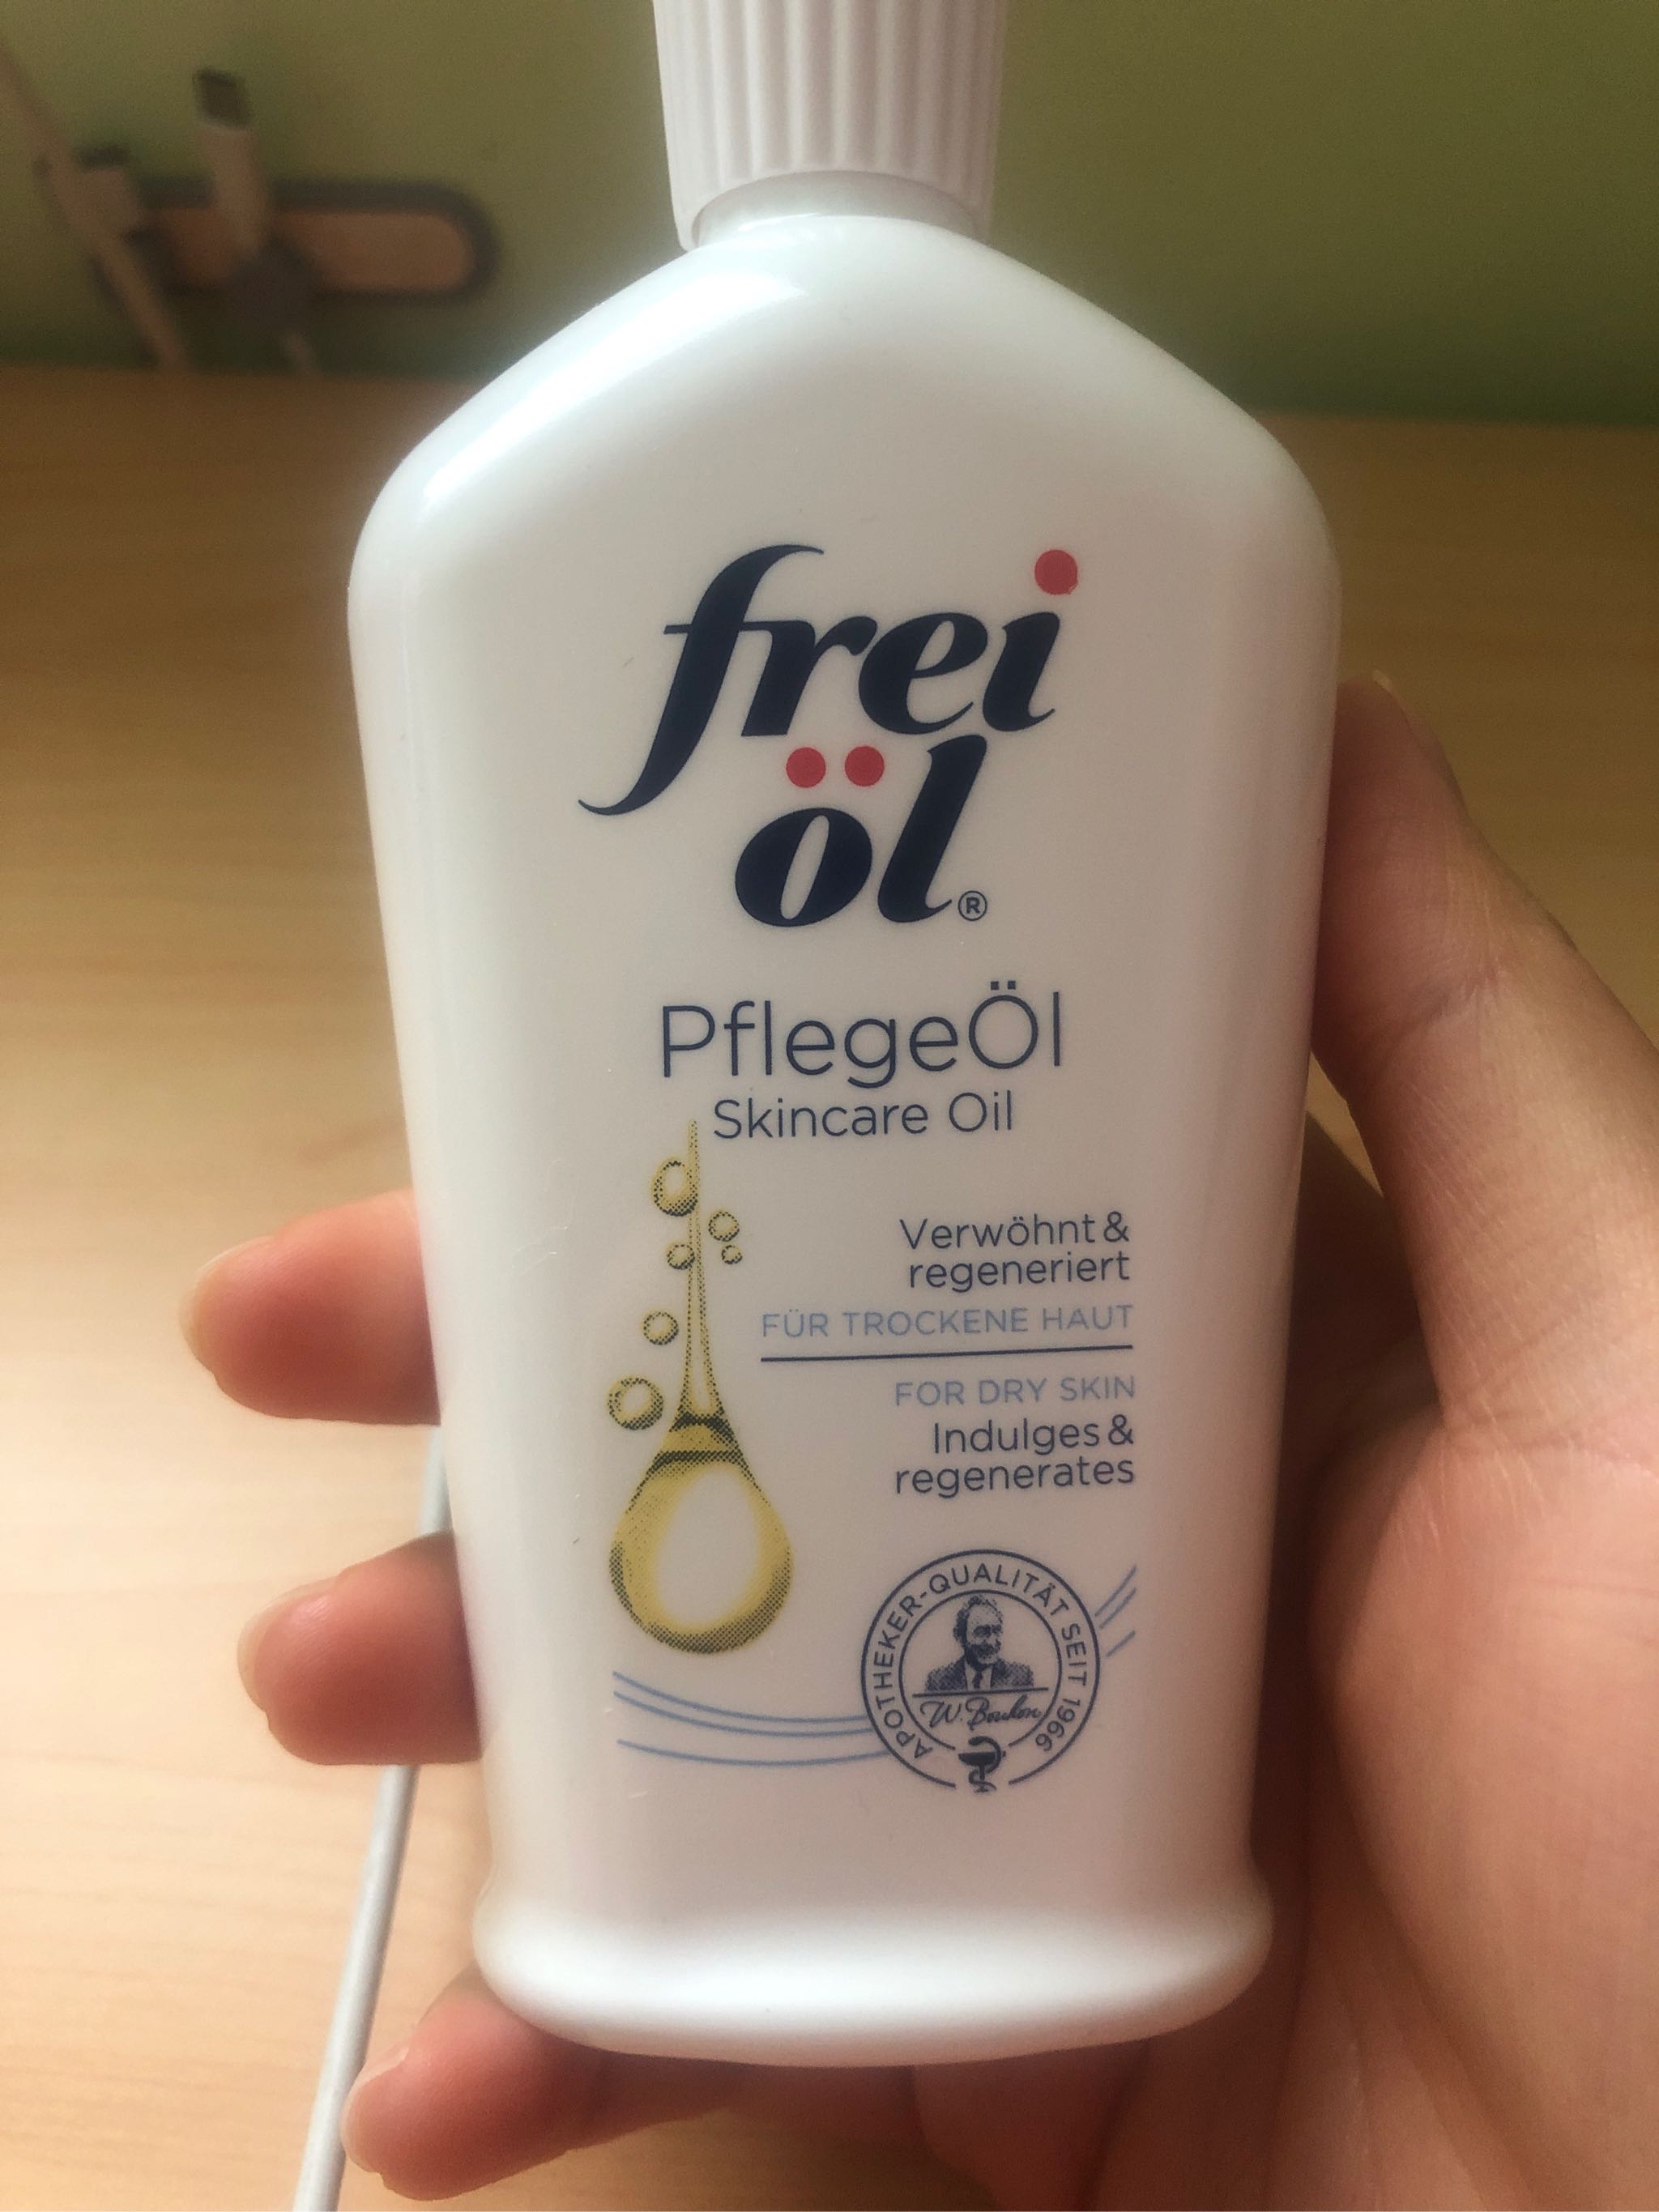 frei
öl®
PflegeÖl
Skincare Oil
Verwöhnt &
regeneriert
FÜR TROCKENE HAUT
FOR DRY SKIN
Indulges &
regenerates
APOTHEKER-QUALITÄT SEIT 1966